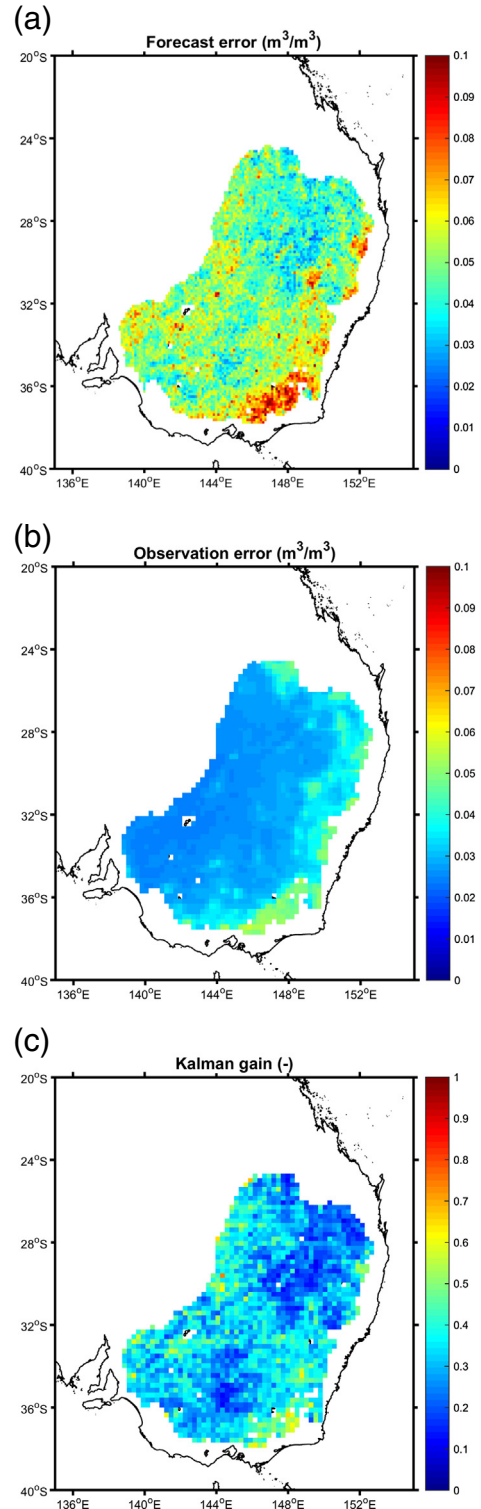 (a)
Forecast error (m³/m³)
20°S
24°S
28°S
32°S
36°S
40°S
136°E 140°E 144°E 148°E 152°E
0.1
0.09
0.08
0.07
0.06
0.05
0.04
0.03
0.02
0.01
0
(b)
Observation error (m³/m³)
20°S
24°S
28°S
32°S
36°S
40°S
136°E 140°E 144°E 148°E 152°E
0.1
0.09
0.08
0.07
0.06
0.05
0.04
0.03
0.02
0.01
0
(c)
Kalman gain (-)
20°S
24°S
28°S
32°S
36°S
40°S
136°E 140°E 144°E 148°E 152°E
1
0.9
0.8
0.7
0.6
0.5
0.4
0.3
0.2
0.1
0